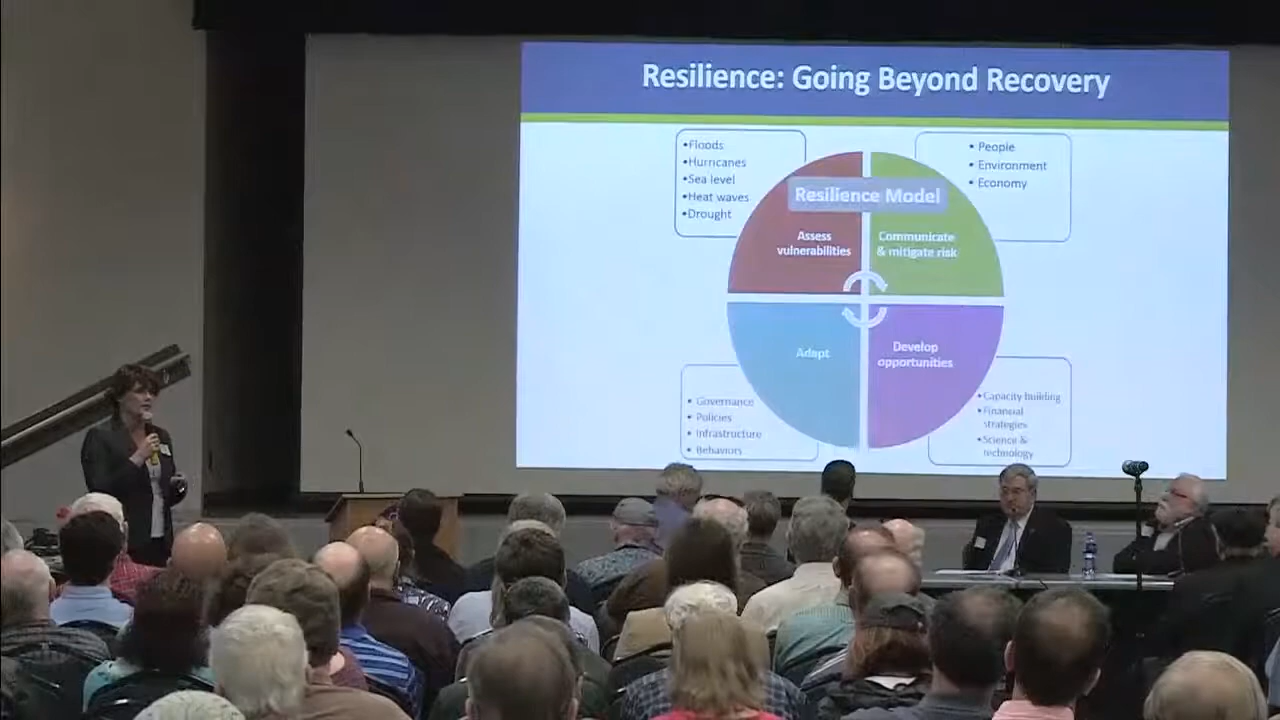 Resilience: Going Beyond Recovery
•Floods
•Hurricanes
•Sea level
•Heat waves
•Drought
• People
• Environment
• Economy
Resilience Model
Assess
vulnerabilities
Communicate
& mitigate risk
Adapt
Develop
opportunities
• Governance
• Policies
• Infrastructure
• Behaviors
•Capacity building
•Financial
strategies
•Science &
technology